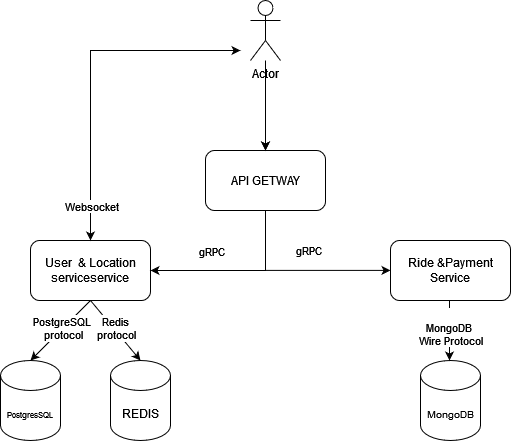 Actor
API GETWAY
Websocket
gRPC
gRPC
User & Location
serviceservice
Ride &Payment
Service
PostgreSQL
protocol
Redis
protocol
MongoDB
Wire Protocol
PostgresSQL
REDIS
MongoDB